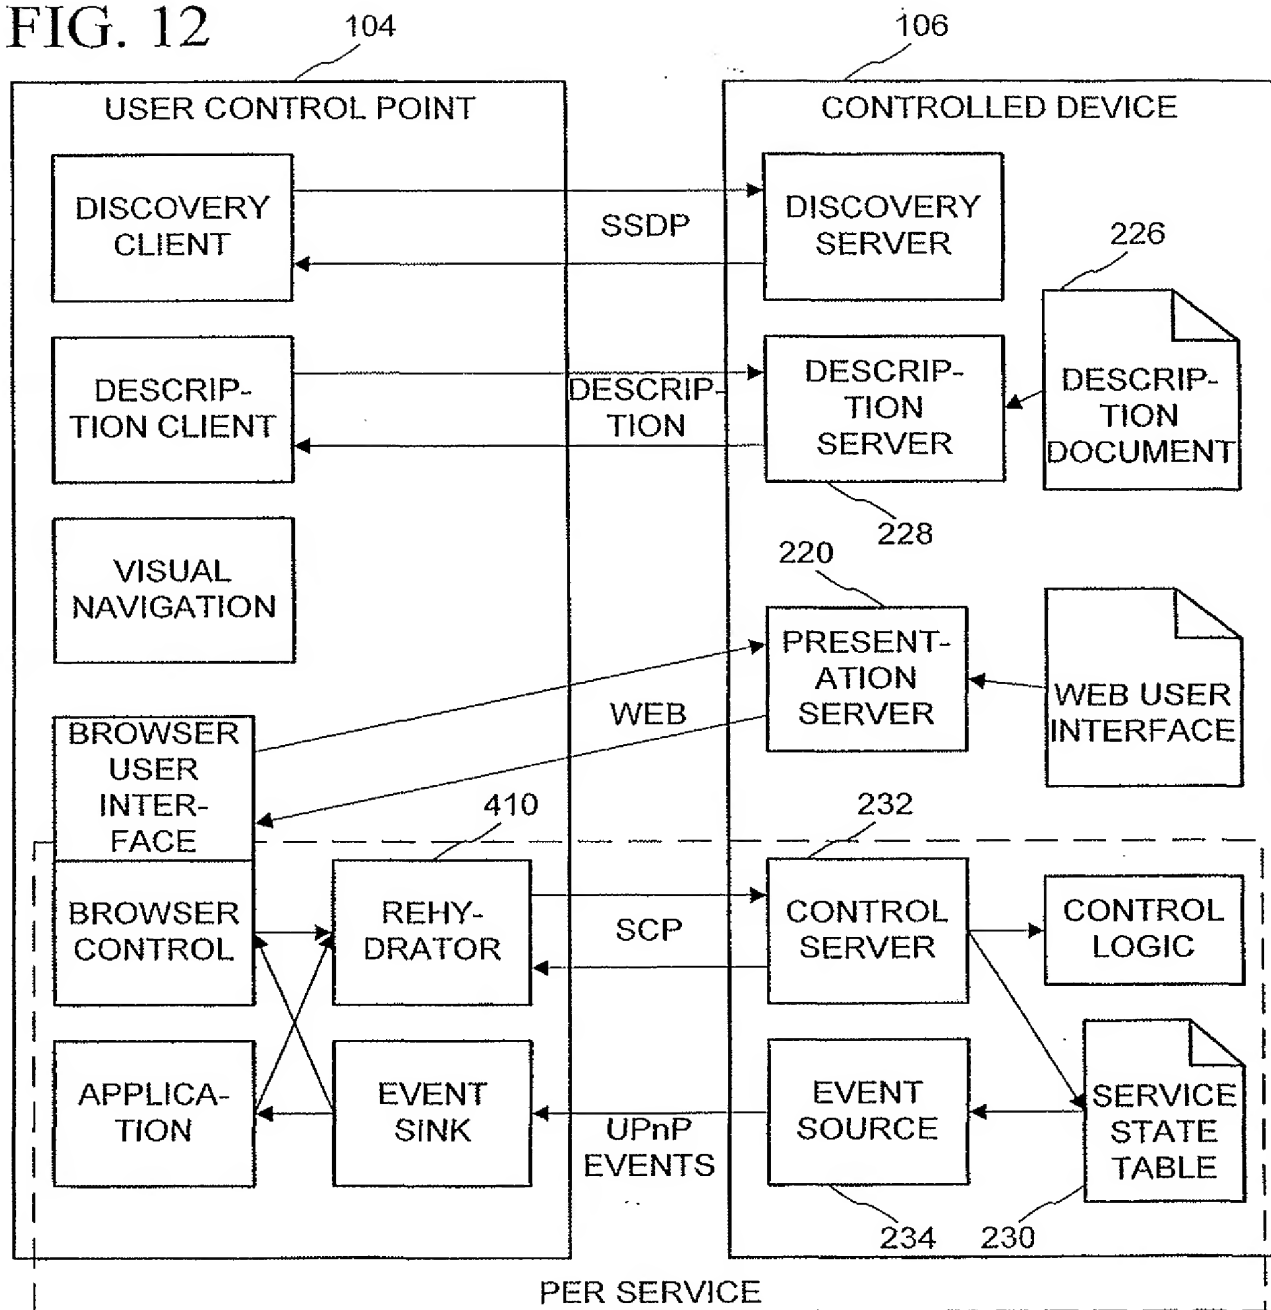 FIG. 12
104
106
USER CONTROL POINT
CONTROLLED DEVICE
DISCOVERY
CLIENT
SSDP
DISCOVERY
SERVER
226
DESCRIP-
TION CLIENT
DESCRIP-
TION
DESCRIP-
TION
SERVER
DESCRIP-
TION
DOCUMENT
228
VISUAL
NAVIGATION
220
PRESENT-
ATION
SERVER
WEB USER
INTERFACE
WEB
BROWSER
USER
INTER-
FACE
410
232
BROWSER
CONTROL
REHY-
DRATOR
SCP
CONTROL
SERVER
CONTROL
LOGIC
APPLICA-
TION
EVENT
SINK
UPnP
EVENTS
EVENT
SOURCE
SERVICE
STATE
TABLE
234
230
PER SERVICE